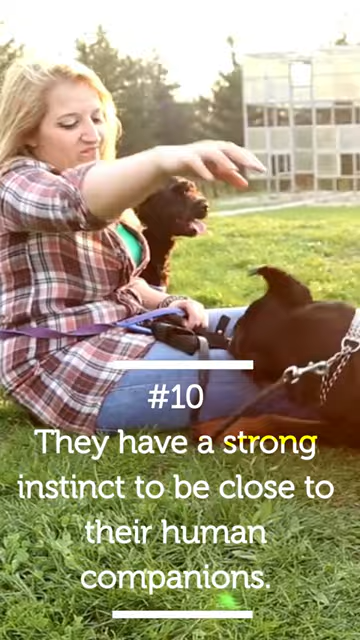 #10
They have a strong
instinct to be close to
their human
companions.